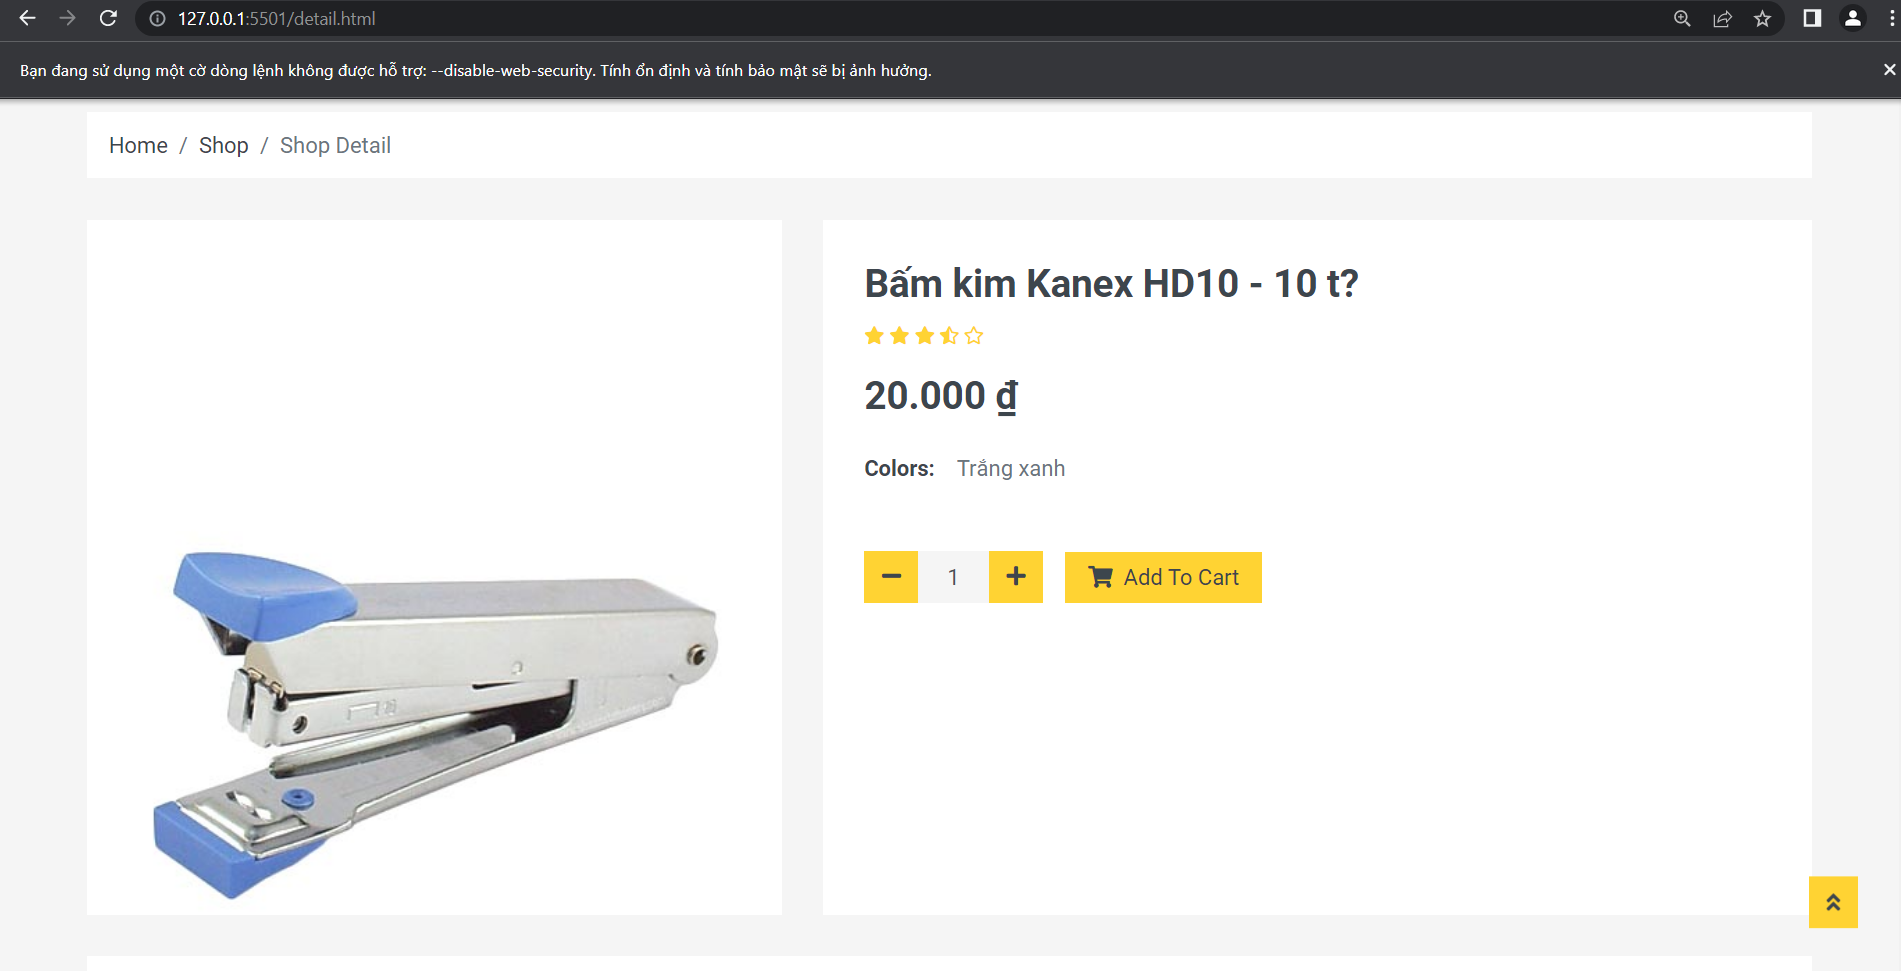 127.0.0.1:5501/detail.html
Bạn đang sử dụng một cờ dòng lệnh không được hỗ trợ: --disable-web-security. Tính ổn định và tính bảo mật sẽ bị ảnh hưởng.
Home / Shop / Shop Detail
Bấm kim Kanex HD10 - 10 t?
20.000 ₫
Colors: Trắng xanh
1
Add To Cart